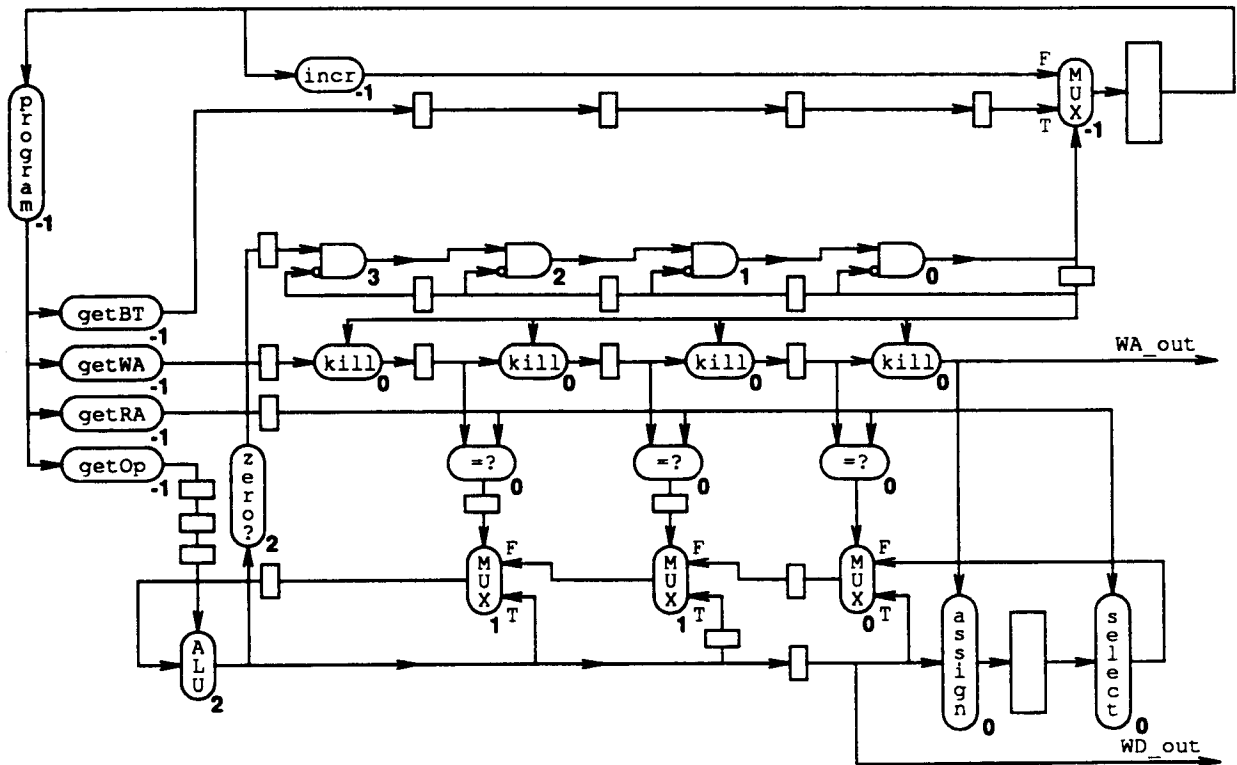 incr
-1
F
MUX
T
-1
program
-1
3
2
1
0
getBT
-1
getWA
-1
kill
0
kill
0
kill
0
kill
0
WA_out
getRA
-1
getOp
-1
zero?
2
=?
0
=?
0
=?
0
F
MUX
T
1
F
MUX
T
1
F
MUX
T
0
ALU
2
assign
0
select
0
WD_out